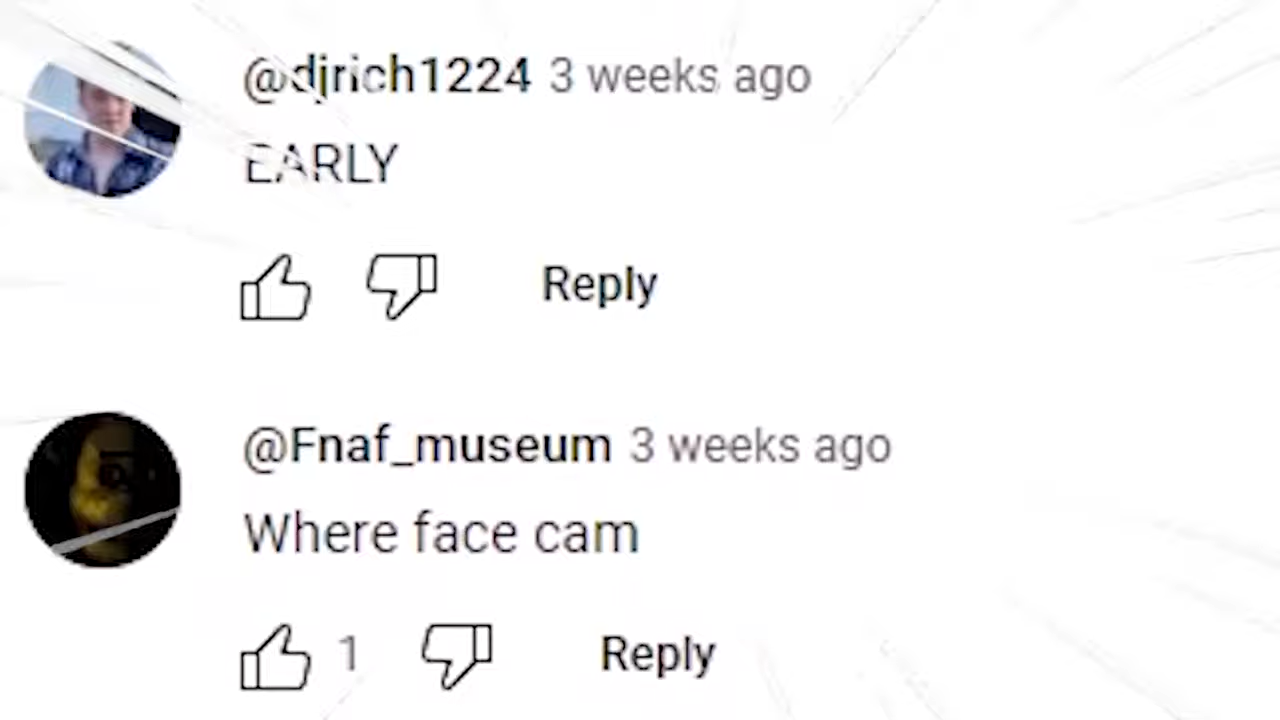 @djrich1224 3 weeks ago
EARLY
Reply
@Fnaf_museum 3 weeks ago
Where face cam
1
Reply